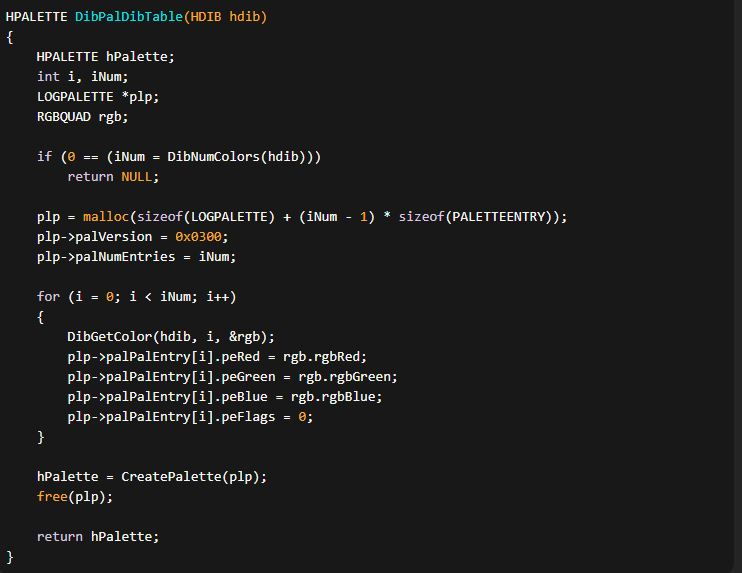 HPALETTE DibPalDibTable(HDIB hdib)
{
    HPALETTE hPalette;
    int i, iNum;
    LOGPALETTE *plp;
    RGBQUAD rgb;

    if (0 == (iNum = DibNumColors(hdib)))
        return NULL;

    plp = malloc(sizeof(LOGPALETTE) + (iNum - 1) * sizeof(PALETTEENTRY));
    plp->palVersion = 0x0300;
    plp->palNumEntries = iNum;

    for (i = 0; i < iNum; i++)
    {
        DibGetColor(hdib, i, &rgb);
        plp->palPalEntry[i].peRed = rgb.rgbRed;
        plp->palPalEntry[i].peGreen = rgb.rgbGreen;
        plp->palPalEntry[i].peBlue = rgb.rgbBlue;
        plp->palPalEntry[i].peFlags = 0;
    }

    hPalette = CreatePalette(plp);
    free(plp);

    return hPalette;
}